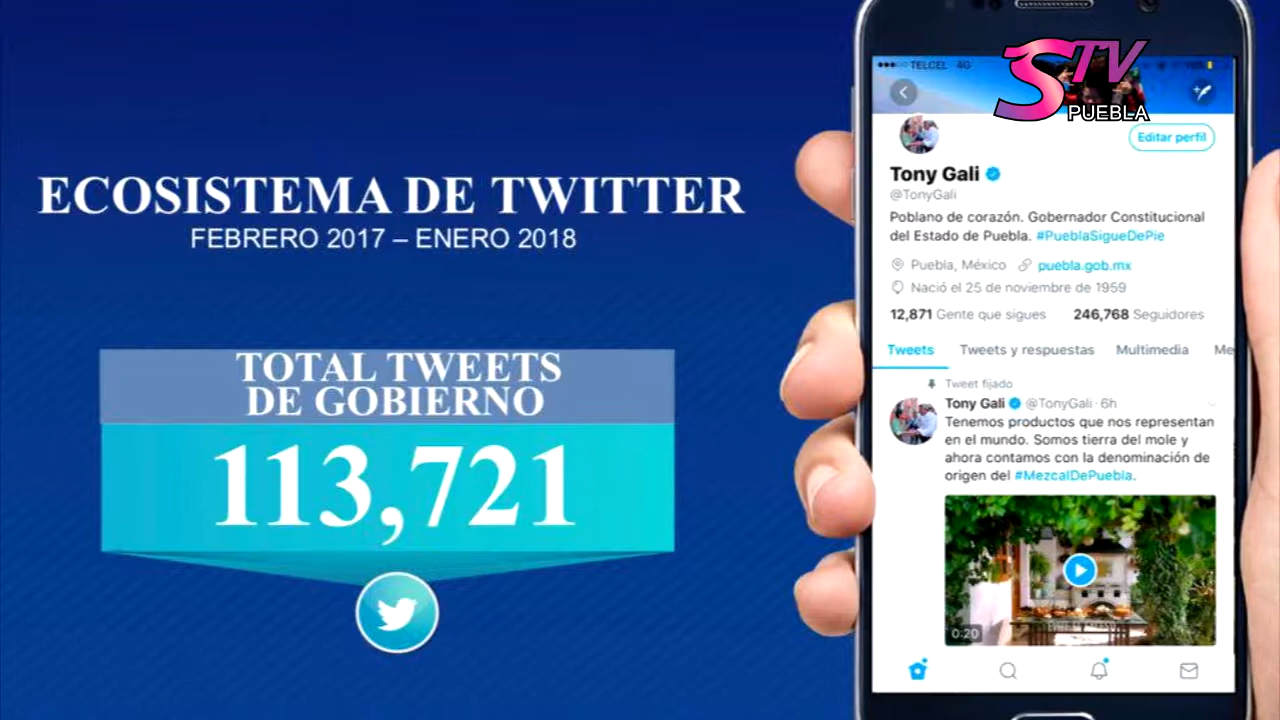 ECOSISTEMA DE TWITTER
FEBRERO 2017 – ENERO 2018
TOTAL TWEETS
DE GOBIERNO
113,721
STV
PUEBLA
TELCEL 4G
Editar perfil
Tony Gali
@TonyGali
Poblano de corazón. Gobernador Constitucional
del Estado de Puebla. #PueblaSigueDePie
Puebla, México puebla.gob.mx
Nació el 25 de noviembre de 1959
12,871 Gente que sigues 246,768 Seguidores
Tweets Tweets y respuestas Multimedia Me
Tweet fijado
Tony Gali @TonyGali · 6h
Tenemos productos que nos representan
en el mundo. Somos tierra del mole y
ahora contamos con la denominación de
origen del #MezcalDePuebla.
0:20